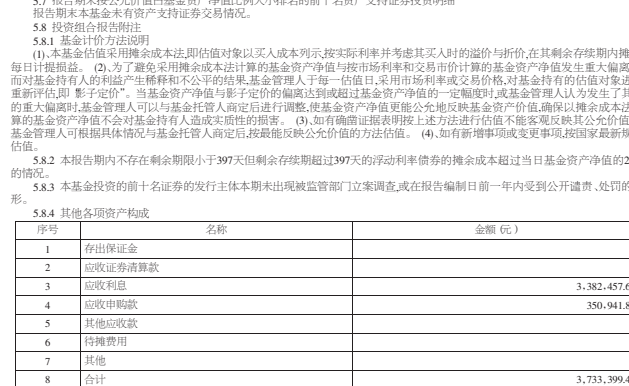 5.7 报告期末按公允价值占基金资产净值比例大小排名的前十名资产支持证券投资明细
报告期末本基金未有资产支持证券交易情况。
5.8 投资组合报告附注
5.8.1 基金计价方法说明
(1)、本基金估值采用摊余成本法,即估值对象以买入成本列示,按实际利率并考虑其买入时的溢价与折价,在其剩余存续期内摊
每日计提损益。 (2)、为了避免采用摊余成本法计算的基金资产净值与按市场利率和交易市价计算的基金资产净值发生重大偏离
而对基金持有人的利益产生稀释和不公平的结果,基金管理人于每一估值日,采用市场利率或交易价格,对基金持有的估值对象进
重新评估,即"影子定价"。当基金资产净值与影子定价的偏离达到或超过基金资产净值的一定幅度时,或基金管理人认为发生了其
的重大偏离时,基金管理人可以与基金托管人商定后进行调整,使基金资产净值更能公允地反映基金资产价值,确保以摊余成本法
算的基金资产净值不会对基金持有人造成实质性的损害。 (3)、如有确凿证据表明按上述方法进行估值不能客观反映其公允价值
基金管理人可根据具体情况与基金托管人商定后,按最能反映公允价值的方法估值。 (4)、如有新增事项或变更事项,按国家最新规
估值。
5.8.2 本报告期内不存在剩余期限小于397天但剩余存续期超过397天的浮动利率债券的摊余成本超过当日基金资产净值的2
的情况。
5.8.3 本基金投资的前十名证券的发行主体本期未出现被监管部门立案调查,或在报告编制日前一年内受到公开谴责、处罚的
形。
5.8.4 其他各项资产构成
序号 名称 金额(元)
1 存出保证金
2 应收证券清算款
3 应收利息 3,382,457.6
4 应收申购款 350,941.8
5 其他应收款
6 待摊费用
7 其他
8 合计 3,733,399.4